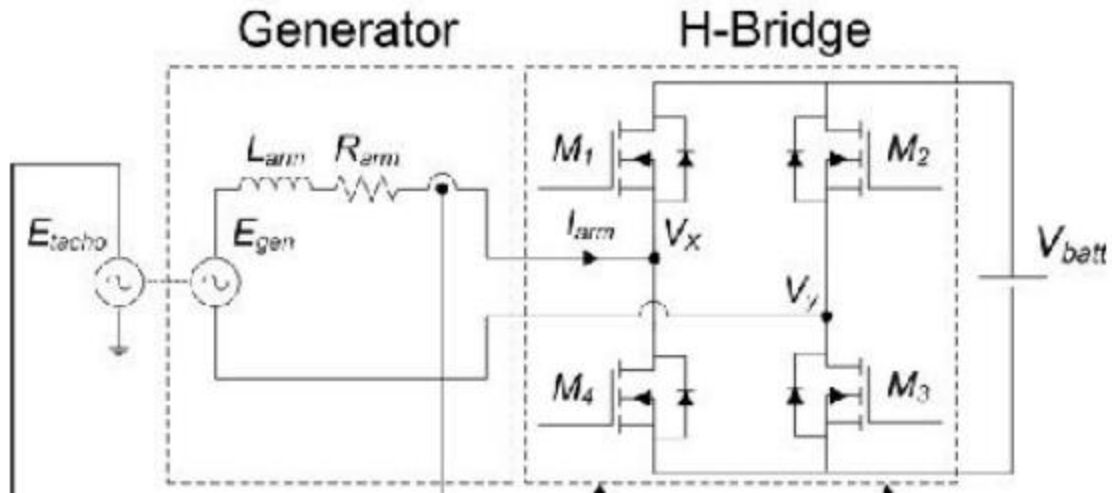 Generator
H-Bridge
Larm Rarm
M1
M2
Etacho
Egen
Iarm
Vx
Vbatt
Vy
M4
M3